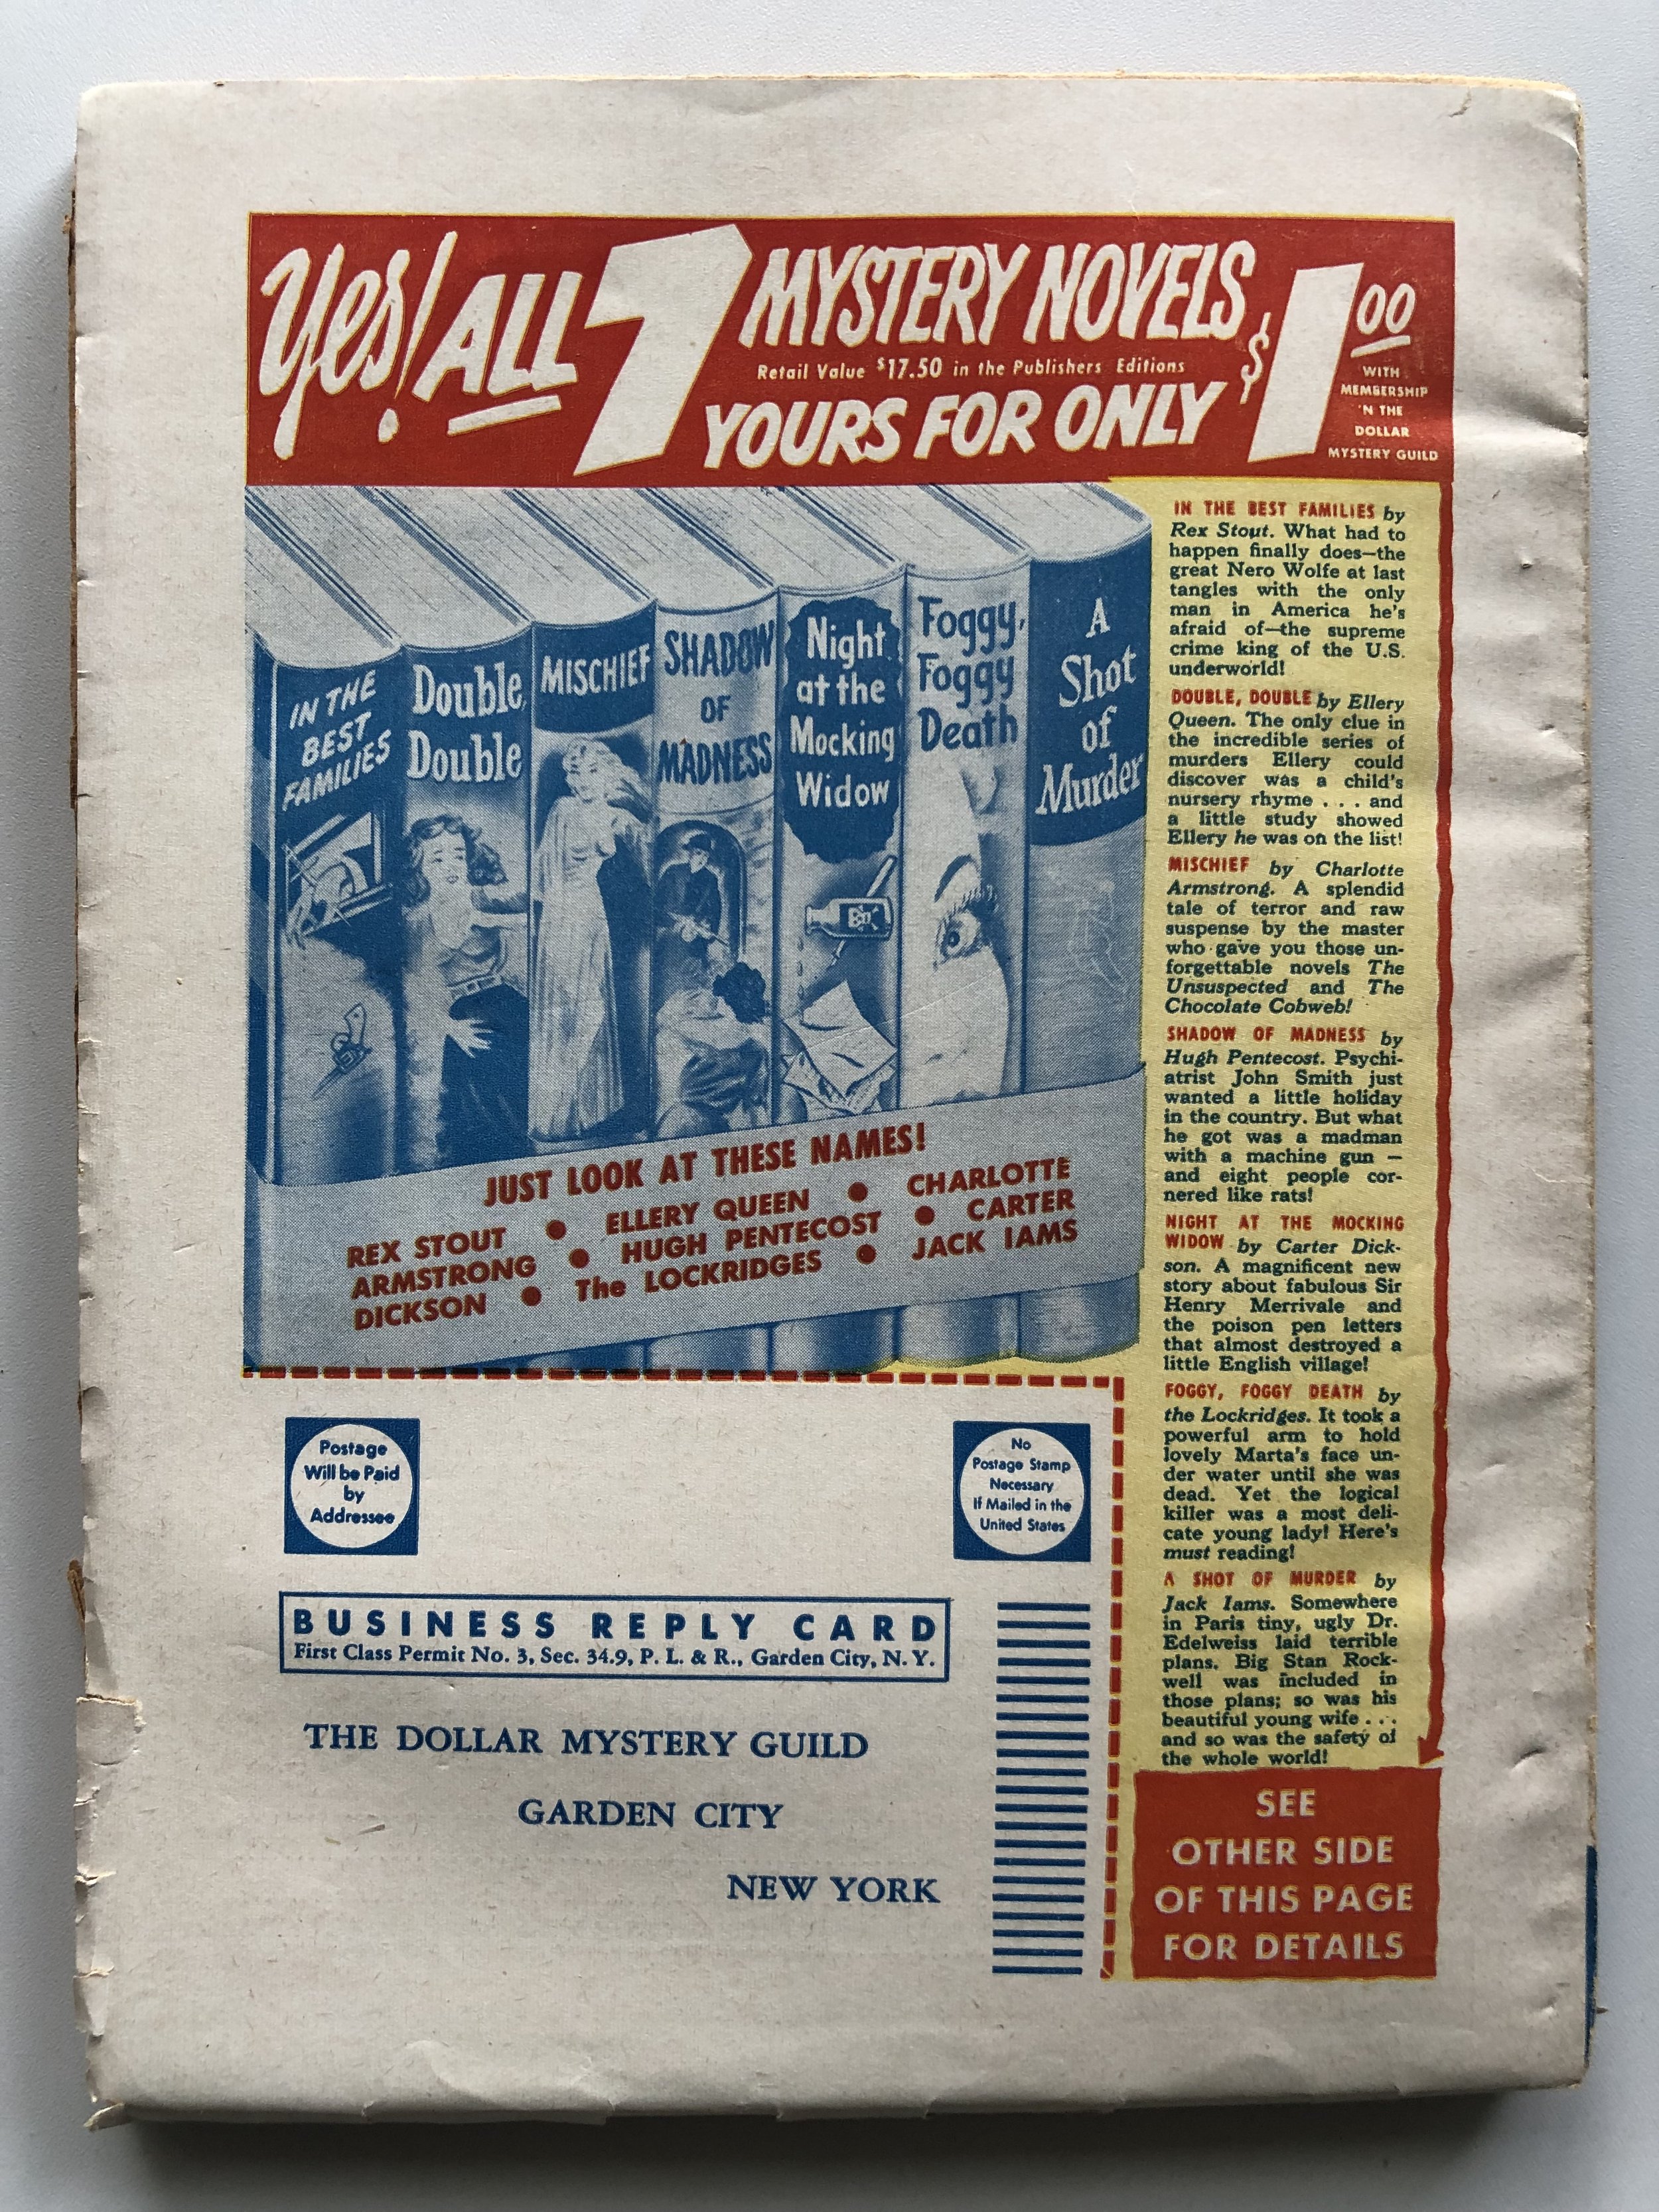 Yes! ALL 7 MYSTERY NOVELS
Retail Value $17.50 in the Publishers Editions
YOURS FOR ONLY $1.00
WITH
MEMBERSHIP
'N THE
DOLLAR
MYSTERY GUILD
IN THE
BEST
FAMILIES
Double,
Double
MISCHIEF
SHADOW
OF
MADNESS
Night
at the
Mocking
Widow
Foggy,
Foggy
Death
A
Shot
of
Murder
JUST LOOK AT THESE NAMES!
REX STOUT • ELLERY QUEEN • CHARLOTTE
ARMSTRONG • HUGH PENTECOST • CARTER
DICKSON • The LOCKRIDGES • JACK IAMS
IN THE BEST FAMILIES by
Rex Stout. What had to
happen finally does—the
great Nero Wolfe at last
tangles with the only
man in America he's
afraid of—the supreme
crime king of the U.S.
underworld!
DOUBLE, DOUBLE by Ellery
Queen. The only clue in
the incredible series of
murders Ellery could
discover was a child's
nursery rhyme . . . and
a little study showed
Ellery he was on the list!
MISCHIEF by Charlotte
Armstrong. A splendid
tale of terror and raw
suspense by the master
who gave you those un-
forgettable novels The
Unsuspected and The
Chocolate Cobweb!
SHADOW OF MADNESS by
Hugh Pentecost. Psychi-
atrist John Smith just
wanted a little holiday
in the country. But what
he got was a madman
with a machine gun —
and eight people cor-
nered like rats!
NIGHT AT THE MOCKING
WIDOW by Carter Dick-
son. A magnificent new
story about fabulous Sir
Henry Merrivale and
the poison pen letters
that almost destroyed a
little English village!
FOGGY, FOGGY DEATH by
the Lockridges. It took a
powerful arm to hold
lovely Marta's face un-
der water until she was
dead. Yet the logical
killer was a most deli-
cate young lady! Here's
must reading!
A SHOT OF MURDER by
Jack Iams. Somewhere
in Paris tiny, ugly Dr.
Edelweiss laid terrible
plans. Big Stan Rock-
well was included in
those plans; so was his
beautiful young wife . . .
and so was the safety of
the whole world!
SEE
OTHER SIDE
OF THIS PAGE
FOR DETAILS
Postage
Will be Paid
by
Addressee
No
Postage Stamp
Necessary
If Mailed in the
United States
BUSINESS REPLY CARD
First Class Permit No. 3, Sec. 34.9, P. L. & R., Garden City, N. Y.
THE DOLLAR MYSTERY GUILD
GARDEN CITY
NEW YORK